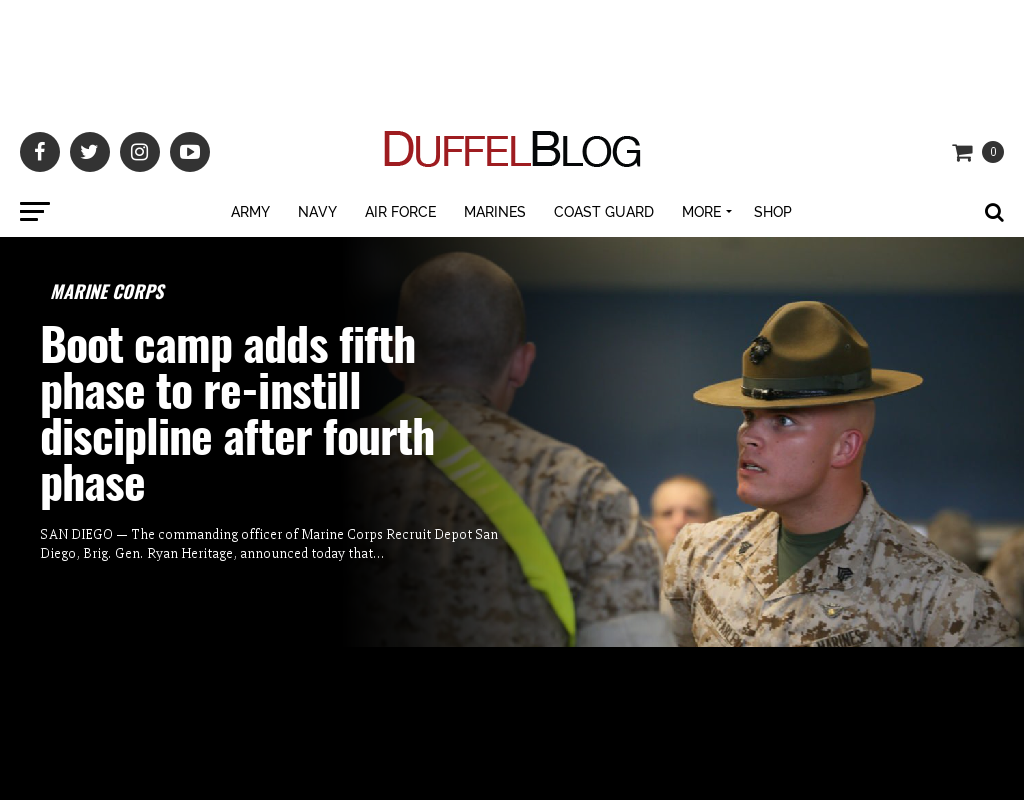 DUFFELBLOG
0
ARMY NAVY AIR FORCE MARINES COAST GUARD MORE SHOP
MARINE CORPS
Boot camp adds fifth
phase to re-instill
discipline after fourth
phase
SAN DIEGO — The commanding officer of Marine Corps Recruit Depot San
Diego, Brig. Gen. Ryan Heritage, announced today that...
MARINES